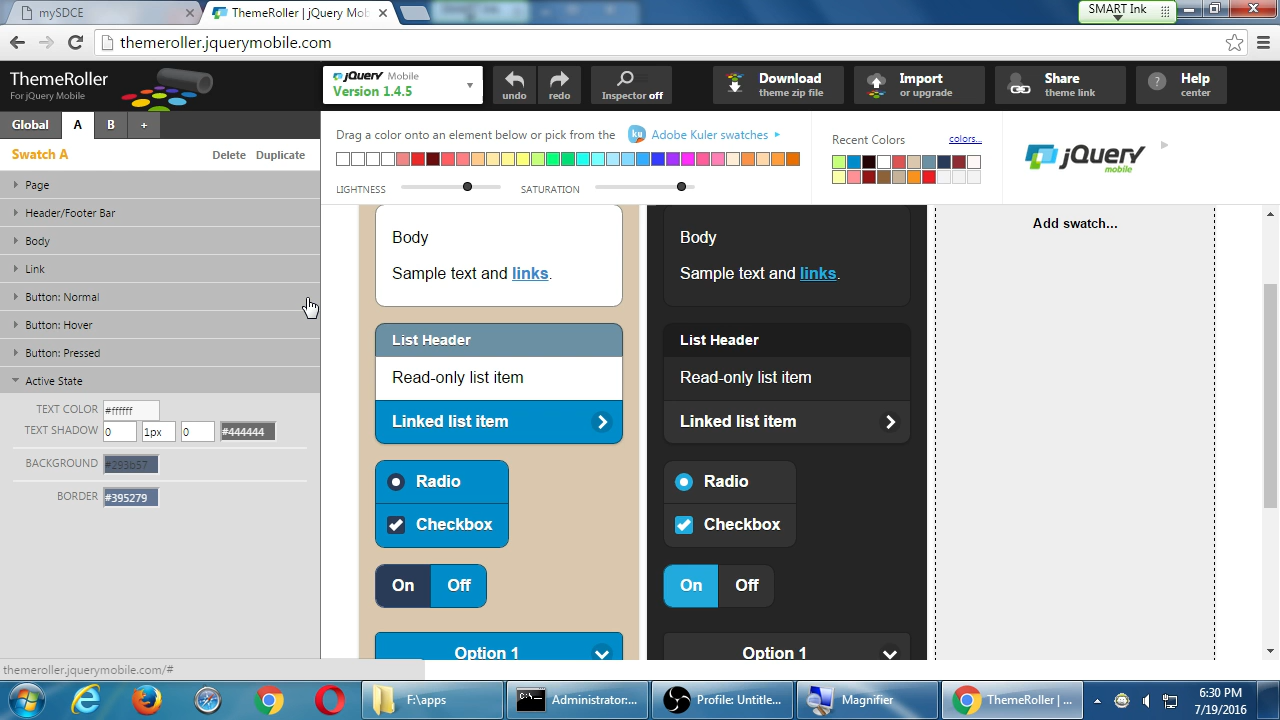 mySDCE
ThemeRoller | jQuery Mob
SMART Ink
themeroller.jquerymobile.com
ThemeRoller
For jQuery Mobile
jQuery Mobile
Version 1.4.5
undo
redo
Inspector off
Download
theme zip file
Import
or upgrade
Share
theme link
? Help
center
Global
A
B
+
Swatch A
Delete
Duplicate
Drag a color onto an element below or pick from the
ku
Adobe Kuler swatches
LIGHTNESS
SATURATION
Recent Colors
colors...
jQuery
mobile
Page
Header/Footer Bar
Body
Link
Button: Normal
Button: Hover
Button: Pressed
Active State
TEXT COLOR
#ffffff
TEXT SHADOW
0
1px
0
#444444
BACKGROUND
#293b57
BORDER
#395279
Body
Sample text and links.
List Header
Read-only list item
Linked list item
Radio
Checkbox
On
Off
Option 1
Body
Sample text and links.
List Header
Read-only list item
Linked list item
Radio
Checkbox
On
Off
Option 1
Add swatch...
themeroller.jquerymobile.com/#
F:\apps
Administrator:...
Profile: Untitle...
Magnifier
ThemeRoller | ...
6:30 PM
7/19/2016